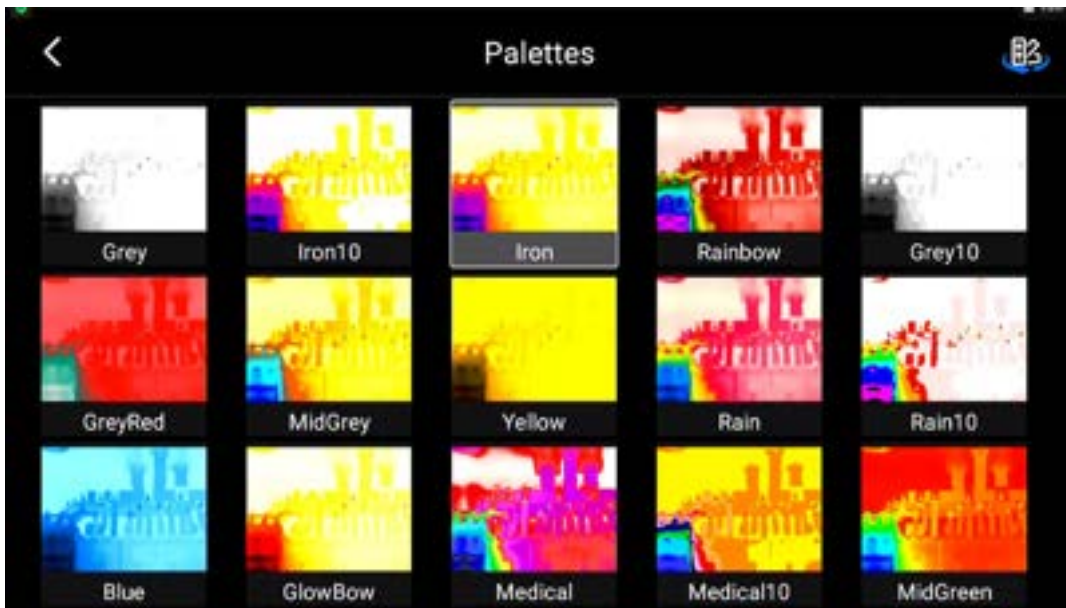 Palettes
Grey
Iron10
Iron
Rainbow
Grey10
GreyRed
MidGrey
Yellow
Rain
Rain10
Blue
GlowBow
Medical
Medical10
MidGreen